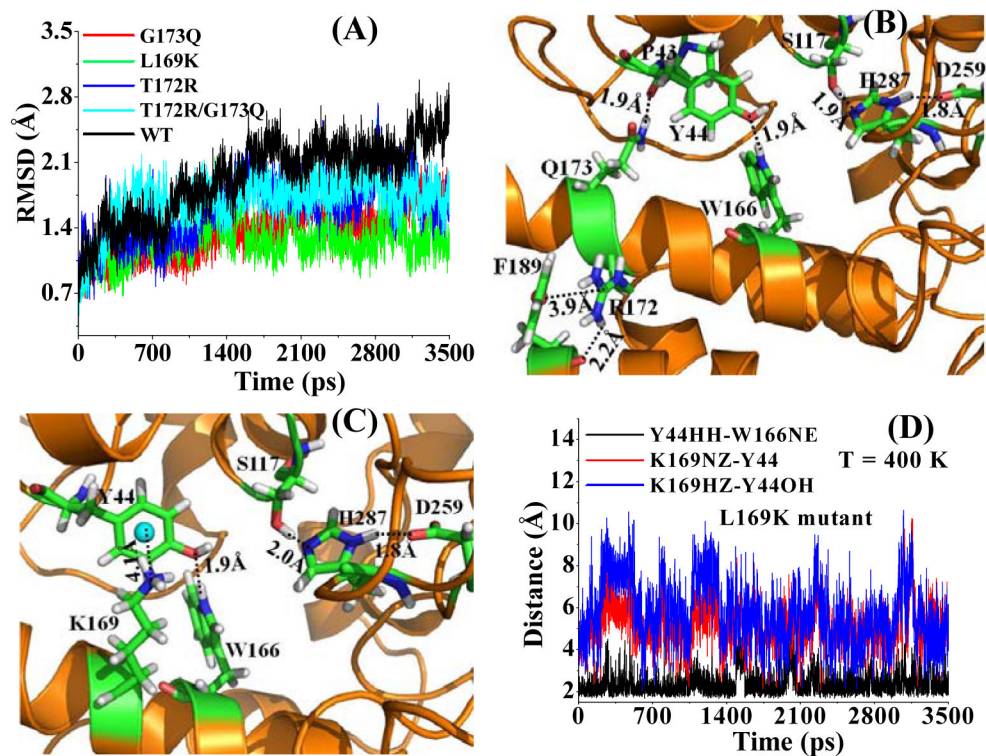 (A)
G173Q
L169K
T172R
T172R/G173Q
WT
3.5
2.8
2.1
1.4
0.7
RMSD (Å)
0 700 1400 2100 2800 3500
Time (ps)
(B)
P43
S117
H287
D259
1.9Å
1.9Å
1.9Å
1.8Å
Y44
Q173
W166
F189
3.9Å
R172
2.2Å
(C)
Y44
S117
H287
D259
4.1Å
1.9Å
2.0Å
1.8Å
K169
W166
(D)
Y44HH-W166NE
K169NZ-Y44
K169HZ-Y44OH
T = 400 K
L169K mutant
14
12
10
8
6
4
2
Distance (Å)
0 700 1400 2100 2800 3500
Time (ps)